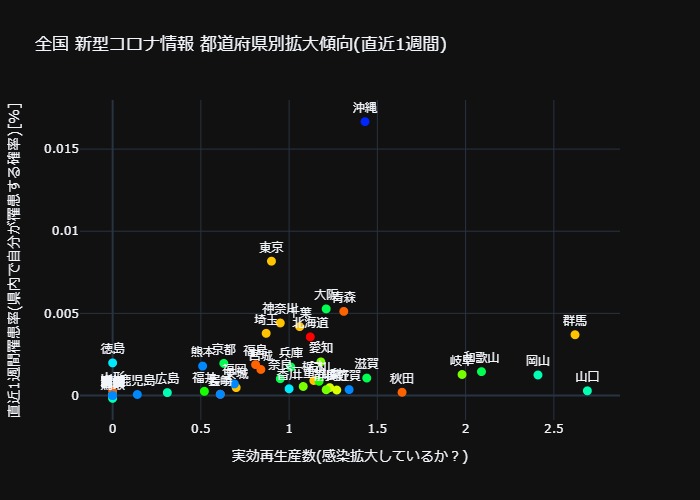 全国 新型コロナ情報 都道府県別拡大傾向(直近1週間)
直近1週間罹患率(県内で自分が罹患する確率)[%]
0.015
0.01
0.005
0
沖縄
東京
大阪
青森
神奈川
千葉
埼玉
北海道
群馬
徳島
熊本
京都
福島
宮城
兵庫
愛知
奈良
滋賀
岐阜
和歌山
岡山
山口
秋田
鹿児島
広島
福井
0
0.5
1
1.5
2
2.5
実効再生産数(感染拡大しているか？)